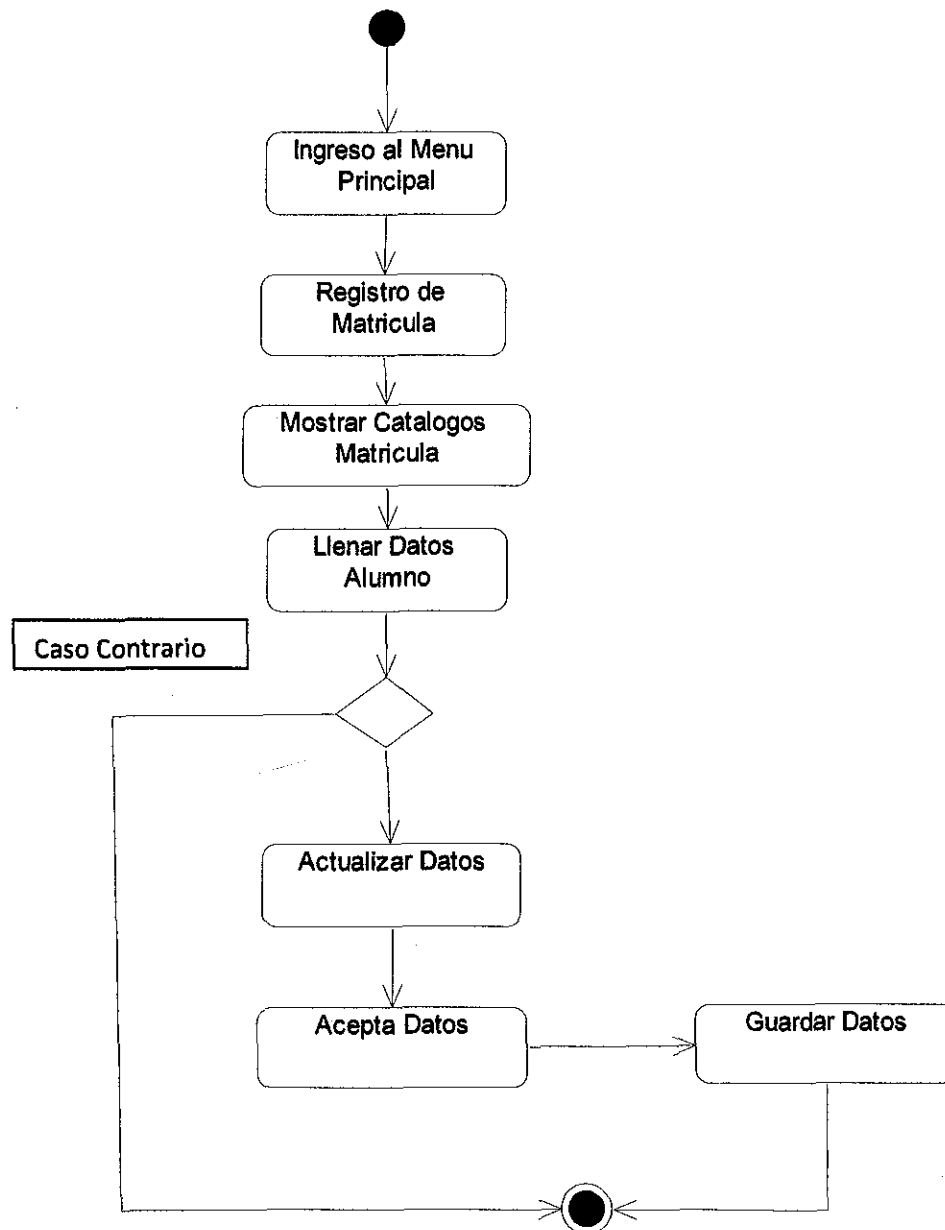 Ingreso al Menu
Principal
Registro de
Matricula
Mostrar Catalogos
Matricula
Llenar Datos
Alumno
Caso Contrario
Actualizar Datos
Acepta Datos
Guardar Datos